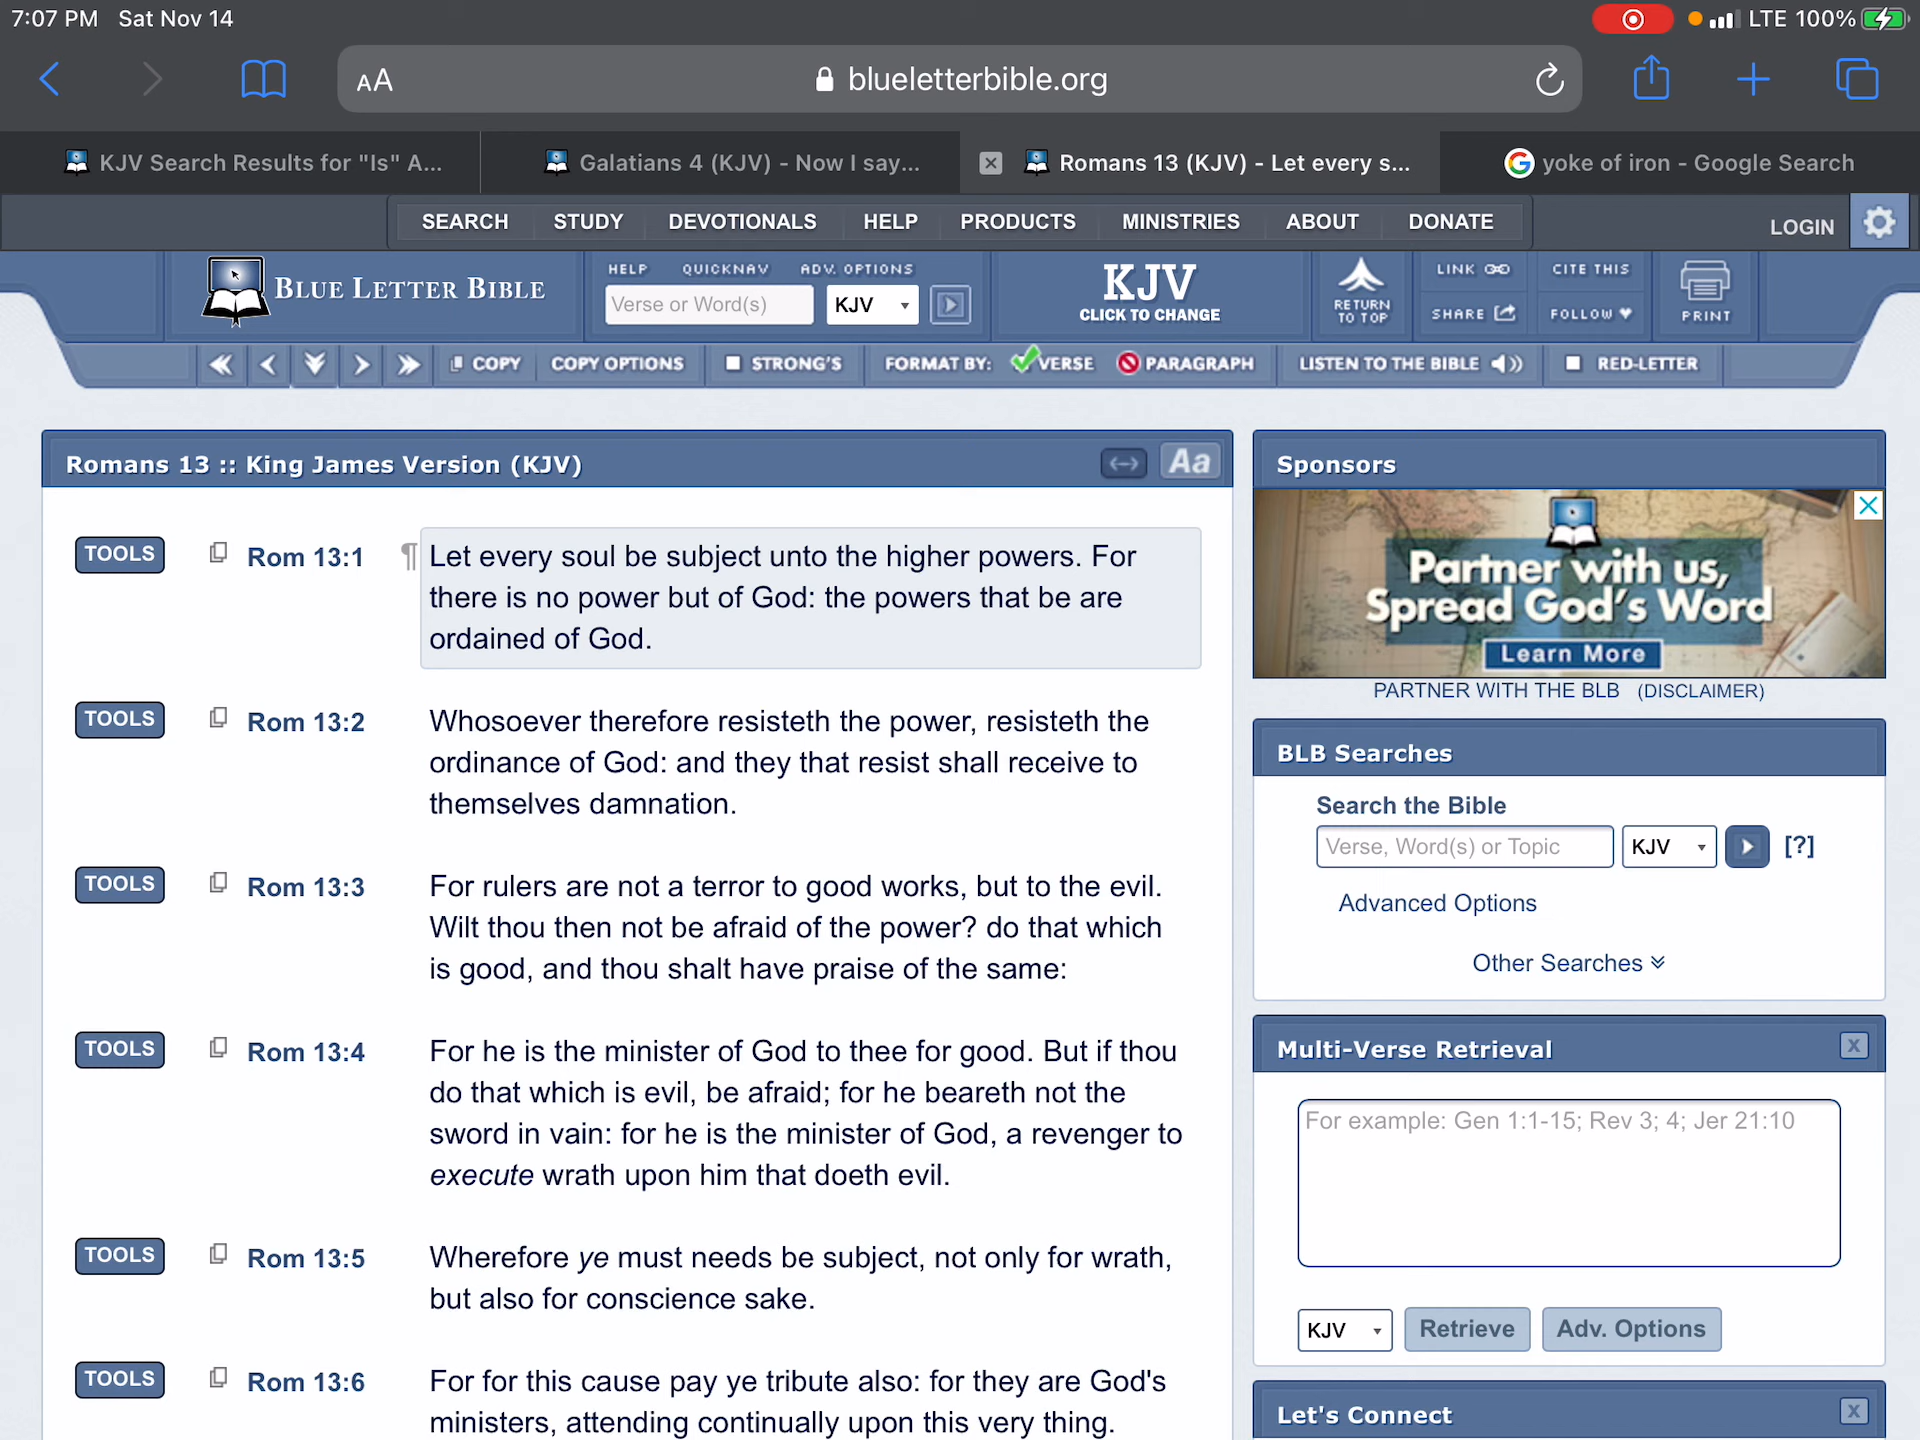 7:07 PM Sat Nov 14
LTE 100%
AA
blueletterbible.org
KJV Search Results for "Is" A...
Galatians 4 (KJV) - Now I say...
Romans 13 (KJV) - Let every s...
yoke of iron - Google Search
SEARCH STUDY DEVOTIONALS HELP PRODUCTS MINISTRIES ABOUT DONATE
LOGIN
BLUE LETTER BIBLE
HELP QUICKNAV ADV. OPTIONS
Verse or Word(s)
KJV
KJV
CLICK TO CHANGE
RETURN
TO TOP
LINK
CITE THIS
SHARE
FOLLOW
PRINT
COPY COPY OPTIONS STRONG'S FORMAT BY: VERSE PARAGRAPH LISTEN TO THE BIBLE RED-LETTER
Romans 13 :: King James Version (KJV)
Aa
TOOLS Rom 13:1 ¶ Let every soul be subject unto the higher powers. For
there is no power but of God: the powers that be are
ordained of God.
TOOLS Rom 13:2 Whosoever therefore resisteth the power, resisteth the
ordinance of God: and they that resist shall receive to
themselves damnation.
TOOLS Rom 13:3 For rulers are not a terror to good works, but to the evil.
Wilt thou then not be afraid of the power? do that which
is good, and thou shalt have praise of the same:
TOOLS Rom 13:4 For he is the minister of God to thee for good. But if thou
do that which is evil, be afraid; for he beareth not the
sword in vain: for he is the minister of God, a revenger to
execute wrath upon him that doeth evil.
TOOLS Rom 13:5 Wherefore ye must needs be subject, not only for wrath,
but also for conscience sake.
TOOLS Rom 13:6 For for this cause pay ye tribute also: for they are God's
ministers, attending continually upon this very thing.
Sponsors
Partner with us,
Spread God's Word
Learn More
PARTNER WITH THE BLB (DISCLAIMER)
BLB Searches
Search the Bible
Verse, Word(s) or Topic
KJV
[?]
Advanced Options
Other Searches
Multi-Verse Retrieval
X
For example: Gen 1:1-15; Rev 3; 4; Jer 21:10
KJV
Retrieve
Adv. Options
Let's Connect
X